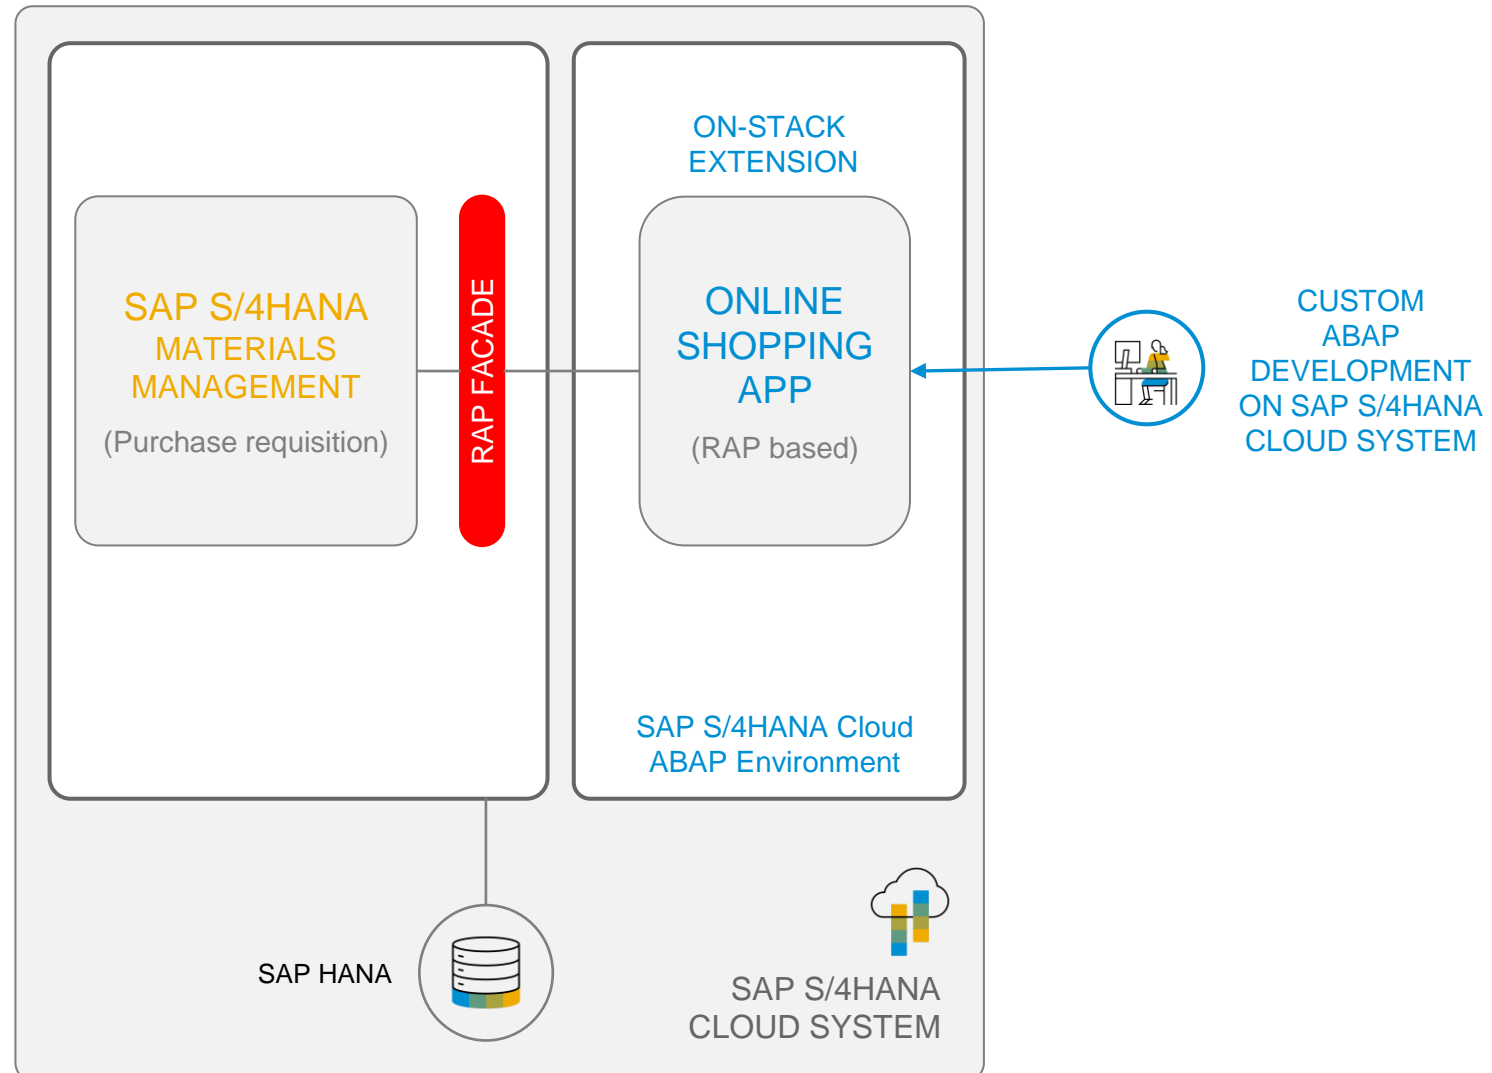 ON-STACK
EXTENSION
SAP S/4HANA
MATERIALS
MANAGEMENT
(Purchase requisition)
RAP FACADE
ONLINE
SHOPPING
APP
(RAP based)
CUSTOM
ABAP
DEVELOPMENT
ON SAP S/4HANA
CLOUD SYSTEM
SAP S/4HANA Cloud
ABAP Environment
SAP HANA
SAP S/4HANA
CLOUD SYSTEM